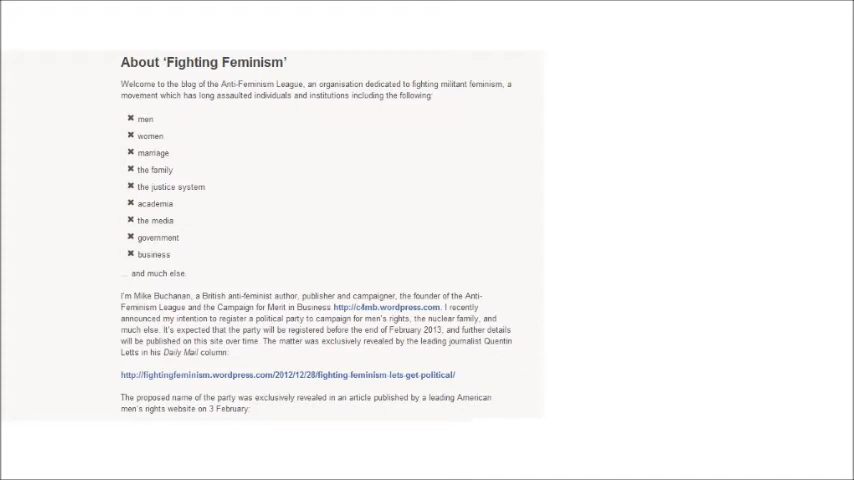 About ‘Fighting Feminism’
Welcome to the blog of the Anti-Feminism League, an organisation dedicated to fighting militant feminism, a
movement which has long assaulted individuals and institutions including the following:
✖ men
✖ women
✖ marriage
✖ the family
✖ the justice system
✖ academia
✖ the media
✖ government
✖ business
... and much else.
I’m Mike Buchanan, a British anti-feminist author, publisher and campaigner, the founder of the Anti-
Feminism League and the Campaign for Merit in Business http://c4mb.wordpress.com. I recently
announced my intention to register a political party to campaign for men’s rights, the nuclear family, and
much else. It’s expected that the party will be registered before the end of February 2013, and further details
will be published on this site over time. The matter was exclusively revealed by the leading journalist Quentin
Letts in his Daily Mail column:
http://fightingfeminism.wordpress.com/2012/12/28/fighting-feminism-lets-get-political/
The proposed name of the party was exclusively revealed in an article published by a leading American
men’s rights website on 3 February: